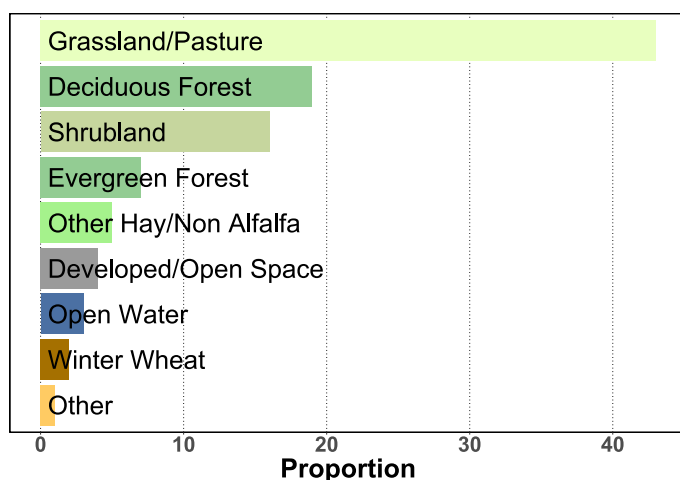 Grassland/Pasture
Deciduous Forest
Shrubland
Evergreen Forest
Other Hay/Non Alfalfa
Developed/Open Space
Open Water
Winter Wheat
Other
0 10 20 30 40
Proportion